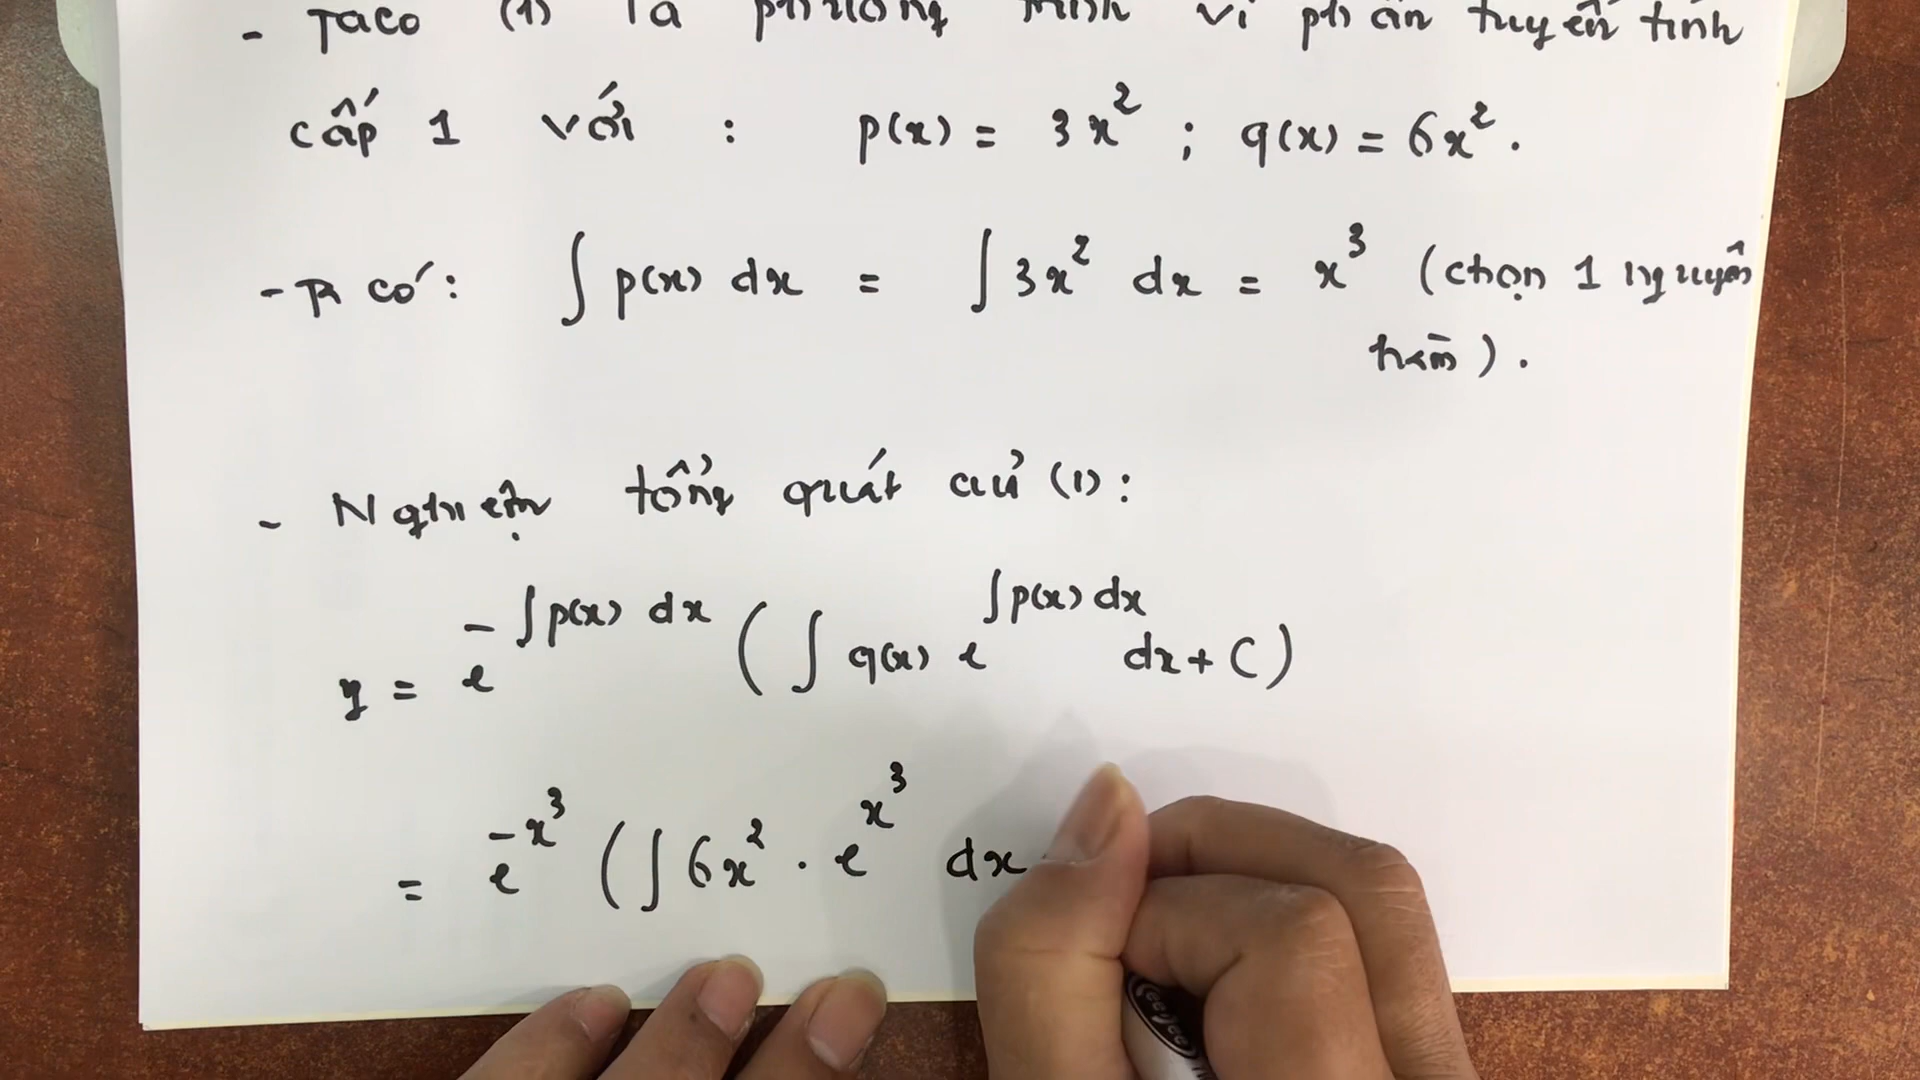 - Ta có (1) là phương trình vi phân tuyến tính
cấp 1 với : p(x) = 3x² ; q(x) = 6x².
- Ta có: ∫ p(x) dx = ∫ 3x² dx = x³ (chọn 1 nguyên
hàm).
- Nghiệm tổng quát củả (1):
y = e^(-∫p(x) dx) (∫ q(x) e^(∫p(x) dx) dx + C)
= e^(-x³) (∫ 6x² · e^(x³) dx